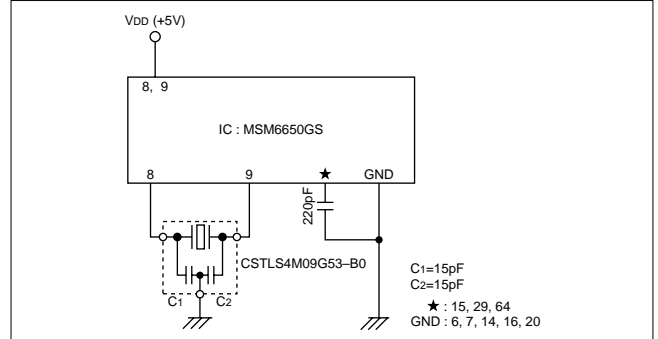 VDD (+5V)
8, 9
IC : MSM6650GS
8 9 ★ GND
220pF
CSTLS4M09G53–B0
C1 C2
C1=15pF
C2=15pF
★ : 15, 29, 64
GND : 6, 7, 14, 16, 20